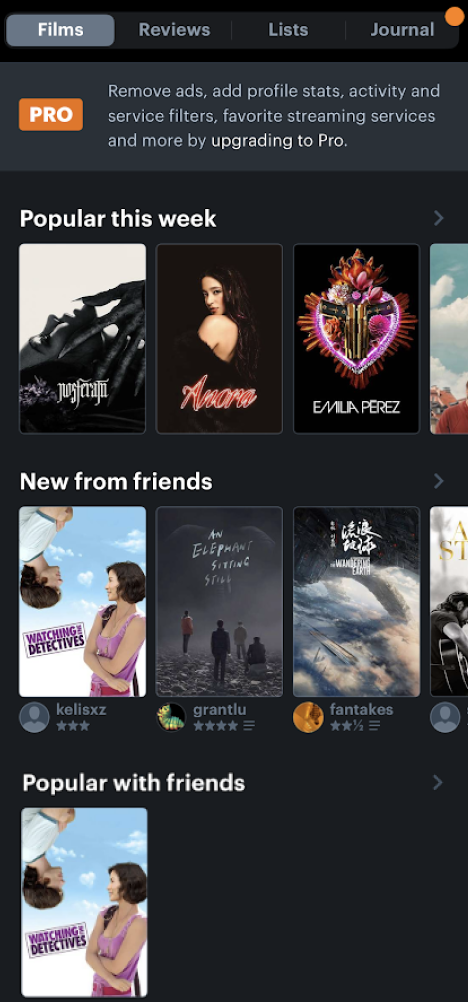 Films
Reviews
Lists
Journal
PRO
Remove ads, add profile stats, activity and
service filters, favorite streaming services
and more by upgrading to Pro.
Popular this week
nosferatu
Anora
EMILIA PÉREZ
New from friends
WATCHING THE
DETECTIVES
AN
ELEPHANT
SITTING
STILL
流浪
地球
THE WANDERING
EARTH
A
ST
kelisxz
★★★
grantlu
★★★★
fantakes
★★½
Popular with friends
WATCHING THE
DETECTIVES